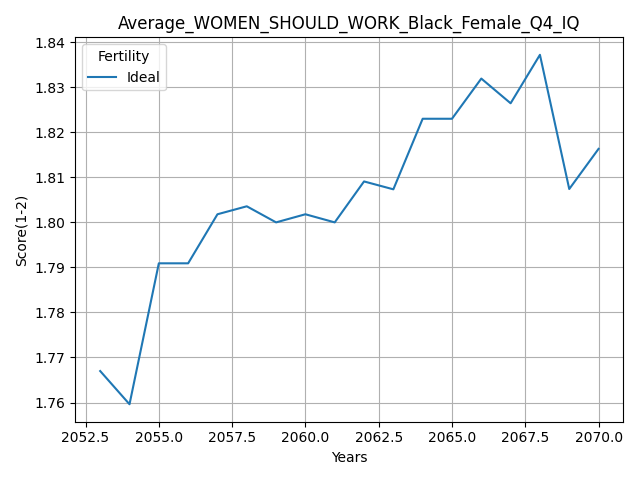 Average_WOMEN_SHOULD_WORK_Black_Female_Q4_IQ
Fertility
Ideal
Score(1-2)
1.84
1.83
1.82
1.81
1.80
1.79
1.78
1.77
1.76
2052.5 2055.0 2057.5 2060.0 2062.5 2065.0 2067.5 2070.0
Years